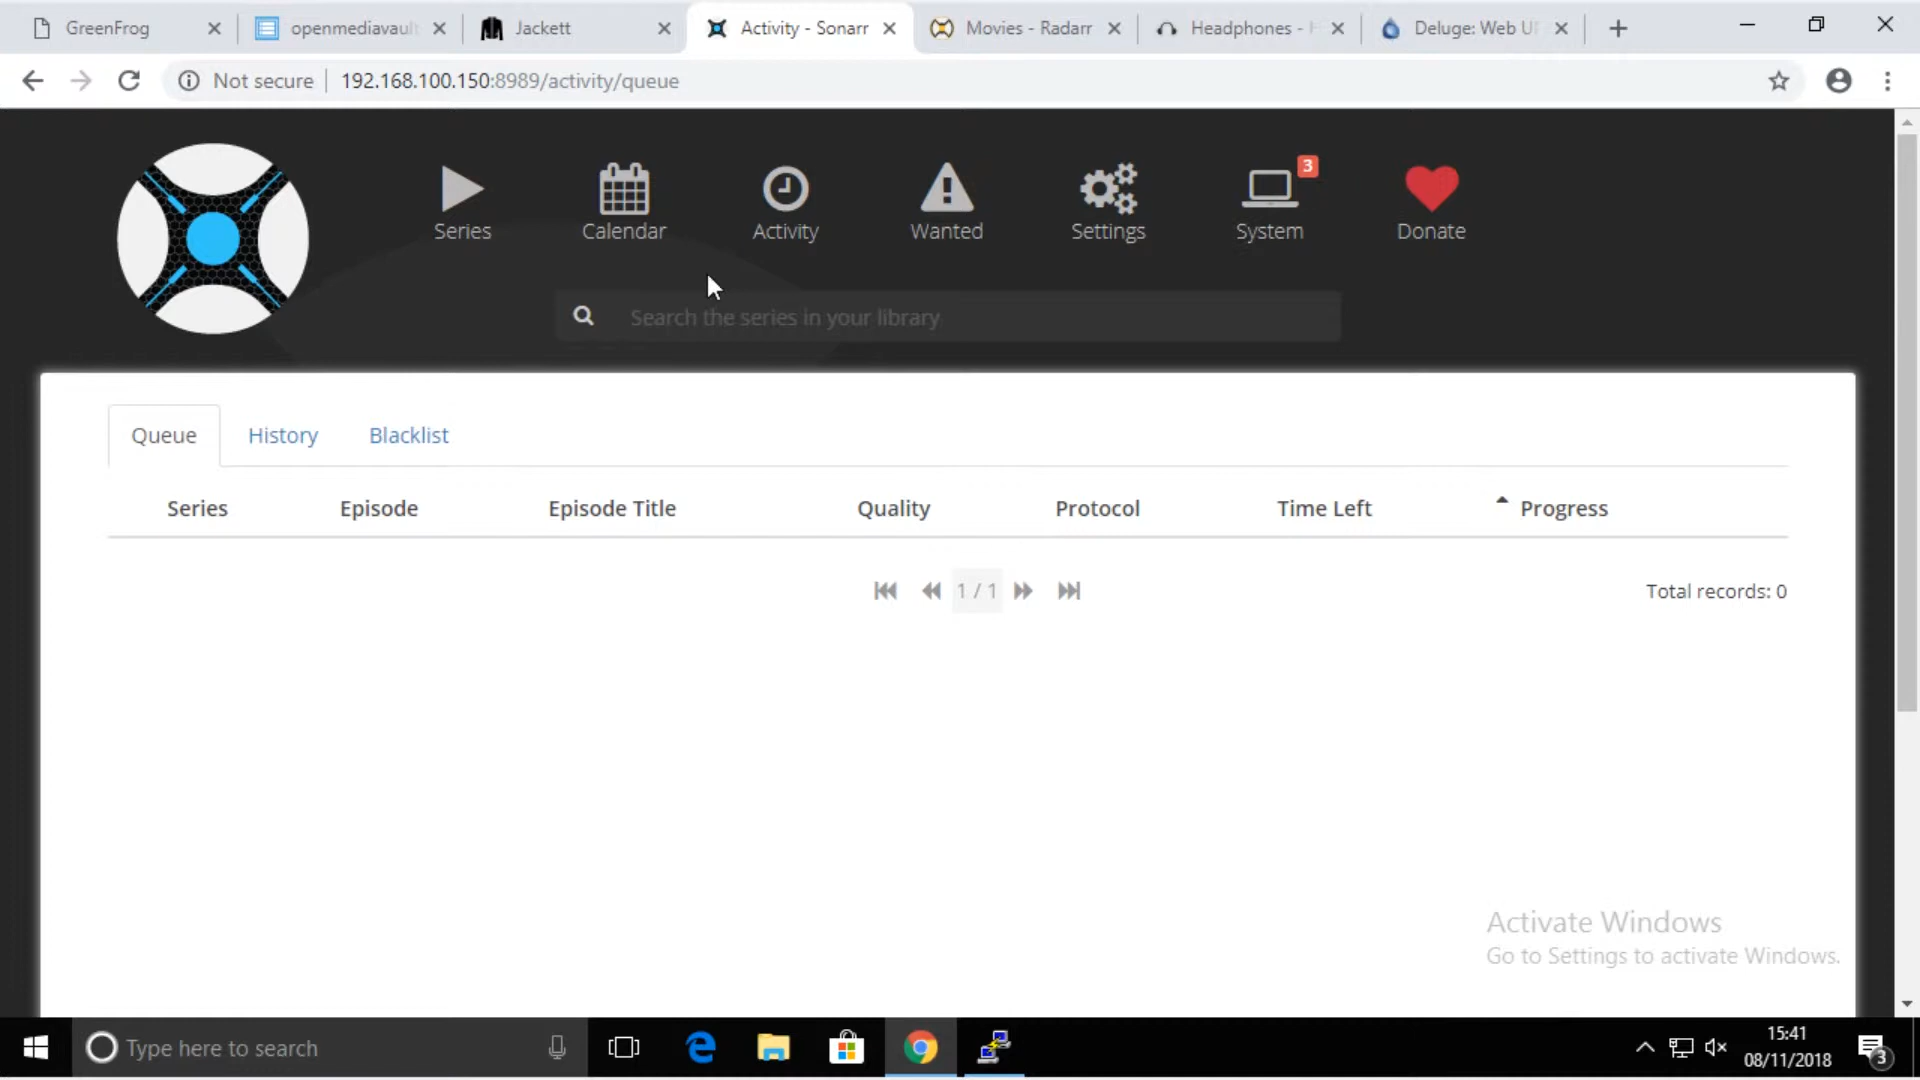 GreenFrog
openmediavault
Jackett
Activity - Sonarr
Movies - Radarr
Headphones - H
Deluge: Web UI
Not secure
192.168.100.150:8989/activity/queue
Series
Calendar
Activity
Wanted
Settings
3
System
Donate
Search the series in your library
Queue
History
Blacklist
Series
Episode
Episode Title
Quality
Protocol
Time Left
Progress
1 / 1
Total records: 0
Activate Windows
Go to Settings to activate Windows.
Type here to search
15:41
08/11/2018
3